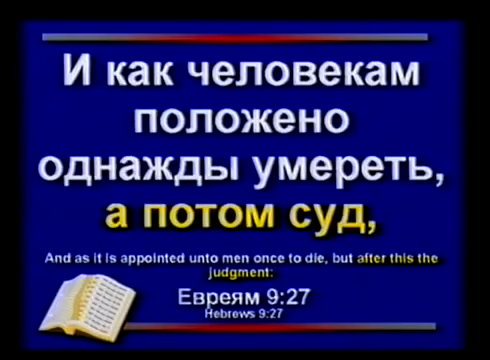 И как человекам
положено
однажды умереть,
а потом суд,
And as it is appointed unto men once to die, but after this the
judgment:
Евреям 9:27
Hebrews 9:27